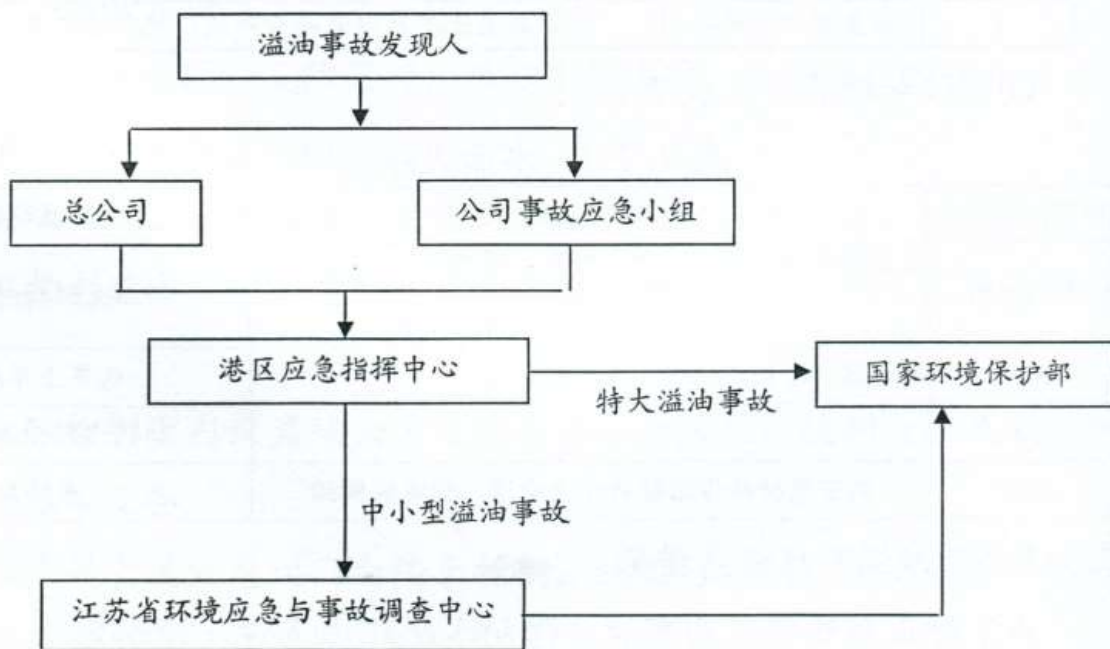 溢油事故发现人
总公司
公司事故应急小组
港区应急指挥中心
国家环境保护部
特大溢油事故
中小型溢油事故
江苏省环境应急与事故调查中心